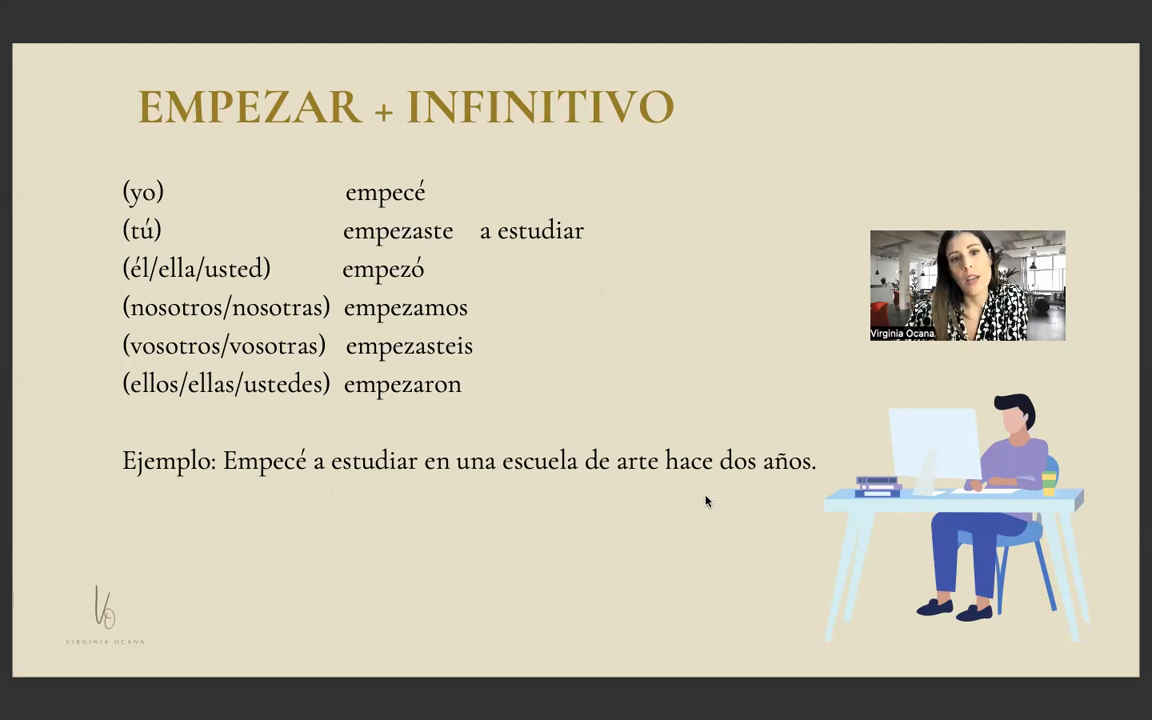 EMPEZAR + INFINITIVO
(yo) empecé
(tú) empezaste a estudiar
(él/ella/usted) empezó
(nosotros/nosotras) empezamos
(vosotros/vosotras) empezasteis
(ellos/ellas/ustedes) empezaron
Virginia Ocana
Ejemplo: Empecé a estudiar en una escuela de arte hace dos años.
VO
VIRGINIA OCANA